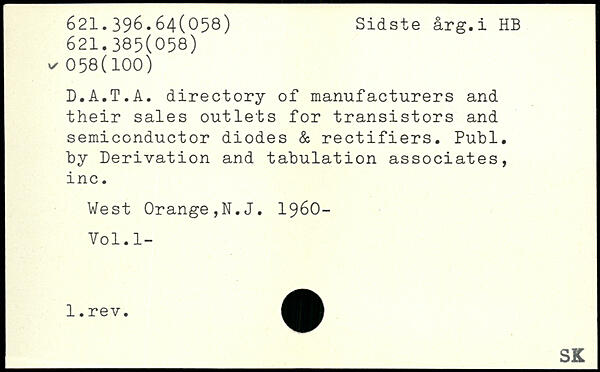 621.396.64(058) Sidste årg.i HB
621.385(058)
✓ 058(100)
D.A.T.A. directory of manufacturers and
their sales outlets for transistors and
semiconductor diodes & rectifiers. Publ.
by Derivation and tabulation associates,
inc.
West Orange,N.J. 1960-
Vol.1-
1.rev.
SK